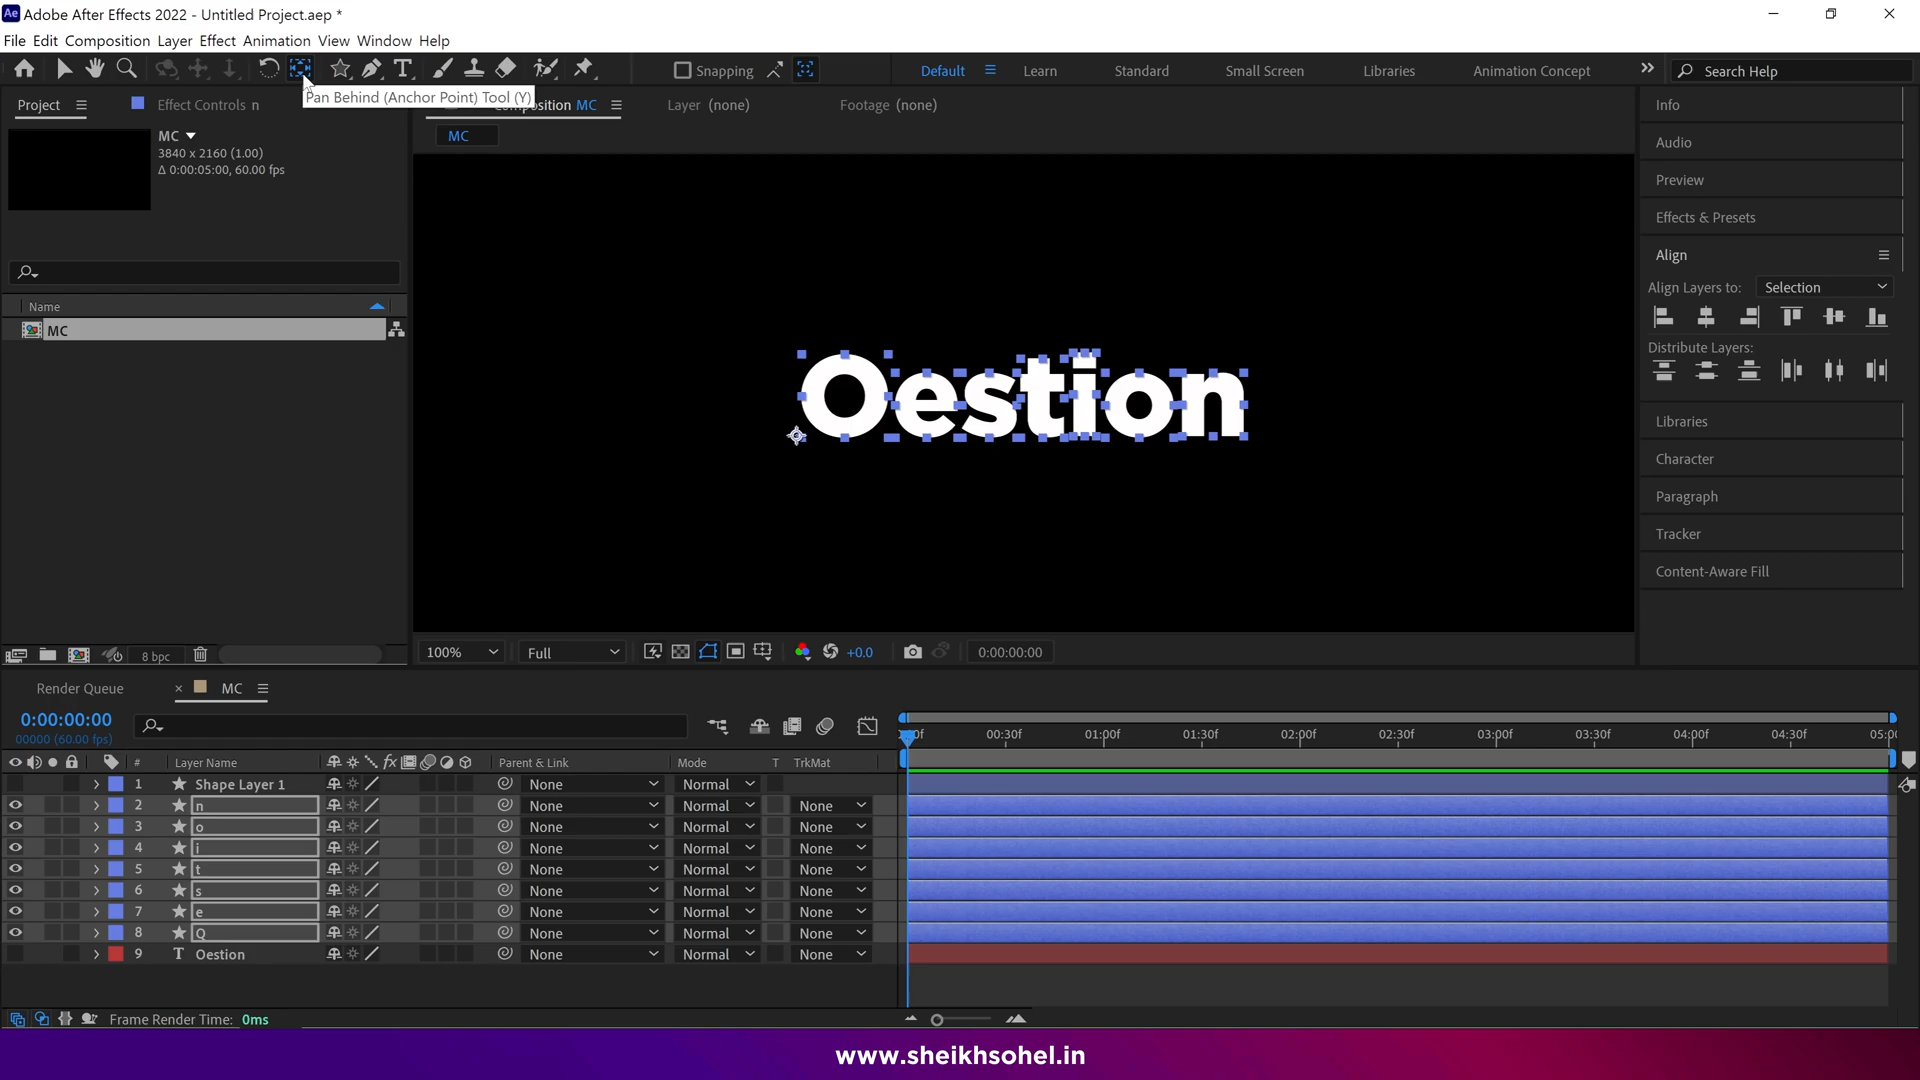 Adobe After Effects 2022 - Untitled Project.aep *
File Edit Composition Layer Effect Animation View Window Help
Snapping
Default
Learn
Standard
Small Screen
Libraries
Animation Concept
Search Help
Pan Behind (Anchor Point) Tool (Y)
Project
Effect Controls n
Composition MC
Layer (none)
Footage (none)
MC
3840 x 2160 (1.00)
Δ 0:00:05:00, 60.00 fps
MC
Name
MC
8 bpc
Oestion
100%
Full
+0.0
0:00:00:00
Info
Audio
Preview
Effects & Presets
Align
Align Layers to: Selection
Distribute Layers:
Libraries
Character
Paragraph
Tracker
Content-Aware Fill
Render Queue
MC
0:00:00:00
00000 (60.00 fps)
# Layer Name Parent & Link Mode T TrkMat
1 Shape Layer 1 None Normal
2 n None Normal None
3 o None Normal None
4 i None Normal None
5 t None Normal None
6 s None Normal None
7 e None Normal None
8 Q None Normal None
9 T Oestion None Normal None
00:30f 01:00f 01:30f 02:00f 02:30f 03:00f 03:30f 04:00f 04:30f
Frame Render Time: 0ms
www.sheikhsohel.in